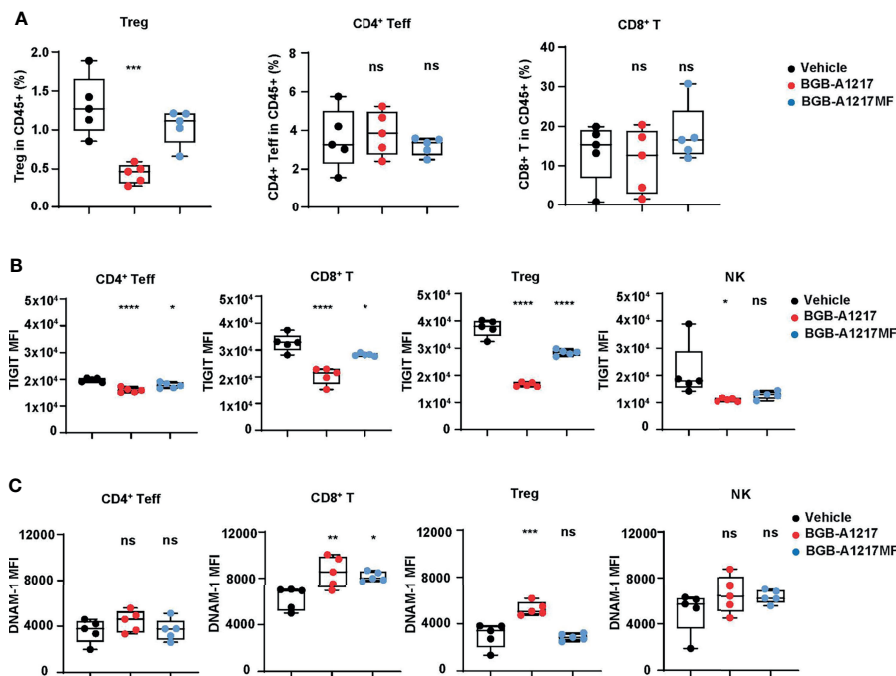 A
Treg
CD4⁺ Teff
CD8⁺ T
Treg in CD45+ (%)
2.0
1.5
1.0
0.5
0.0
***
CD4⁺ Teff in CD45+ (%)
8
6
4
2
0
ns
ns
CD8+ T in CD45+ (%)
40
30
20
10
0
ns
ns
Vehicle
BGB-A1217
BGB-A1217MF
B
CD4⁺ Teff
CD8⁺ T
Treg
NK
TIGIT MFI
5x10⁴
4x10⁴
3x10⁴
2x10⁴
1x10⁴
0
****
*
TIGIT MFI
5x10⁴
4x10⁴
3x10⁴
2x10⁴
1x10⁴
0
****
*
TIGIT MFI
5x10⁴
4x10⁴
3x10⁴
2x10⁴
1x10⁴
0
****
****
TIGIT MFI
5x10⁴
4x10⁴
3x10⁴
2x10⁴
1x10⁴
0
*
ns
Vehicle
BGB-A1217
BGB-A1217MF
C
CD4⁺ Teff
CD8⁺ T
Treg
NK
DNAM-1 MFI
12000
8000
4000
0
ns
ns
DNAM-1 MFI
12000
8000
4000
0
**
*
DNAM-1 MFI
12000
8000
4000
0
***
ns
DNAM-1 MFI
12000
8000
4000
0
ns
ns
Vehicle
BGB-A1217
BGB-A1217MF